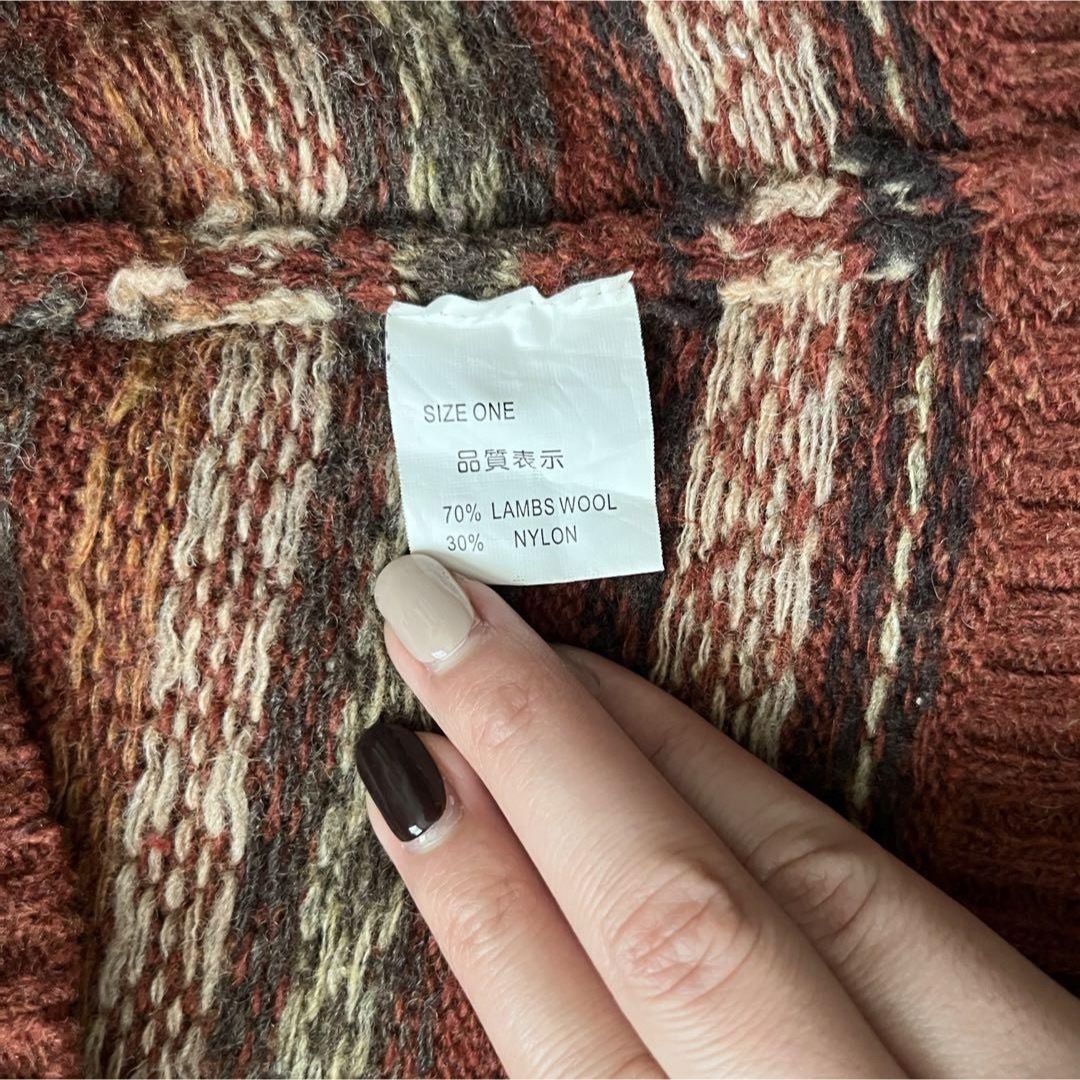 SIZE ONE
品質表示
70% LAMBS WOOL
30% NYLON